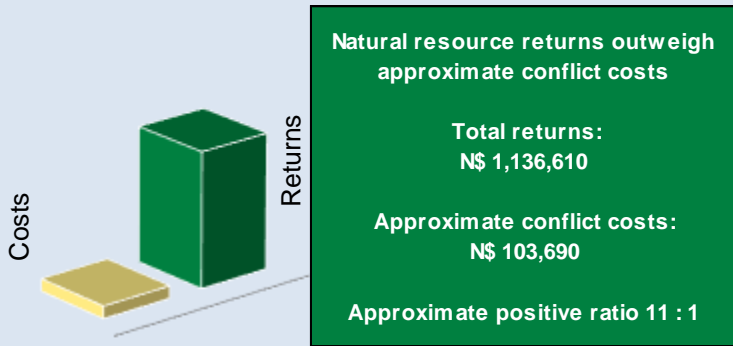 Costs
Returns
Natural resource returns outweigh
approximate conflict costs
Total returns:
N$ 1,136,610
Approximate conflict costs:
N$ 103,690
Approximate positive ratio 11 : 1